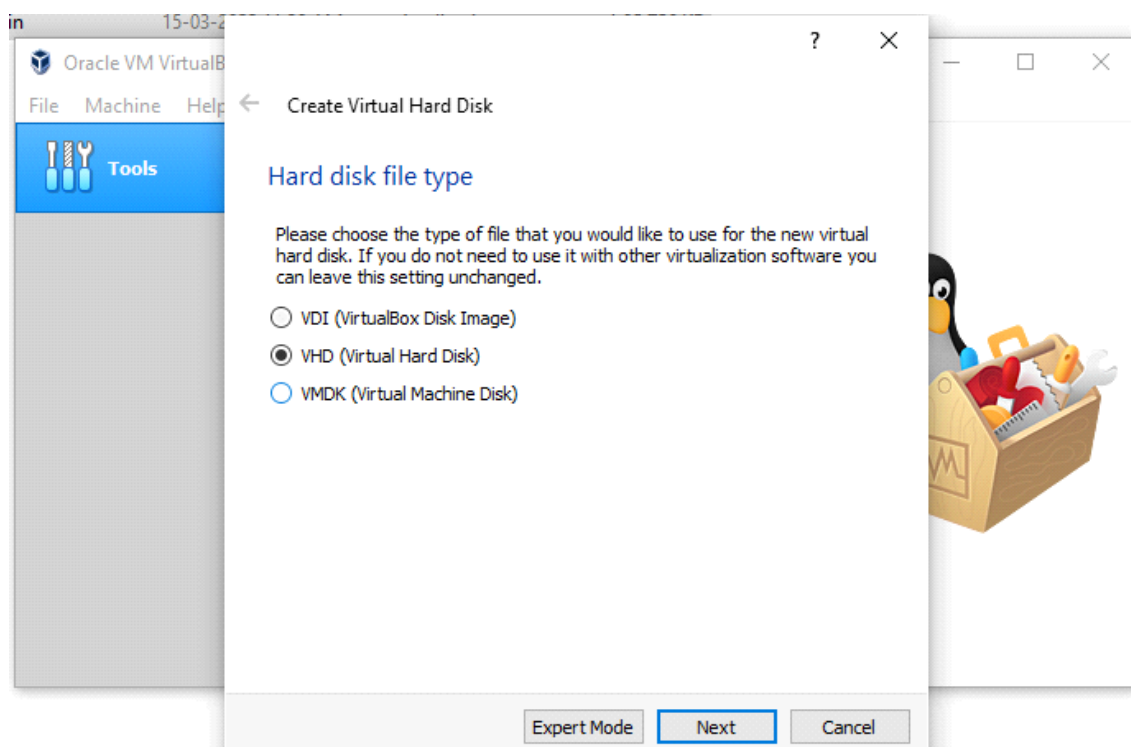 in 15-03-2
?
Oracle VM VirtualB
File Machine Help
Create Virtual Hard Disk
Tools
Hard disk file type
Please choose the type of file that you would like to use for the new virtual
hard disk. If you do not need to use it with other virtualization software you
can leave this setting unchanged.
VDI (VirtualBox Disk Image)
VHD (Virtual Hard Disk)
VMDK (Virtual Machine Disk)
Expert Mode Next Cancel